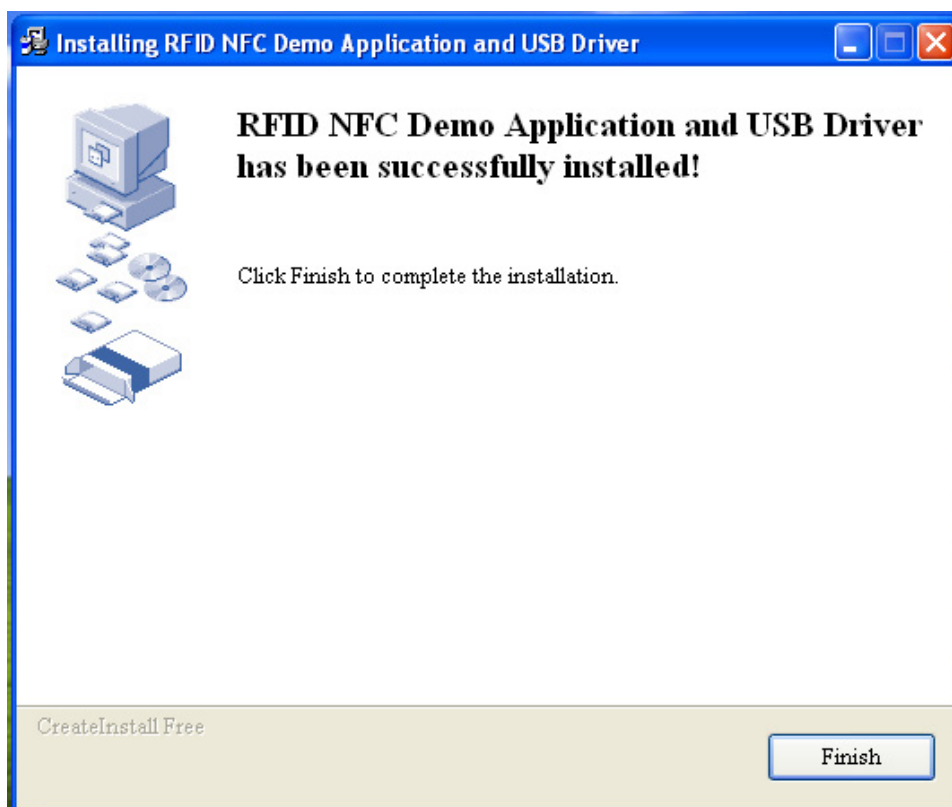 Installing RFID NFC Demo Application and USB Driver
RFID NFC Demo Application and USB Driver
has been successfully installed!
Click Finish to complete the installation.
CreateInstall Free
Finish